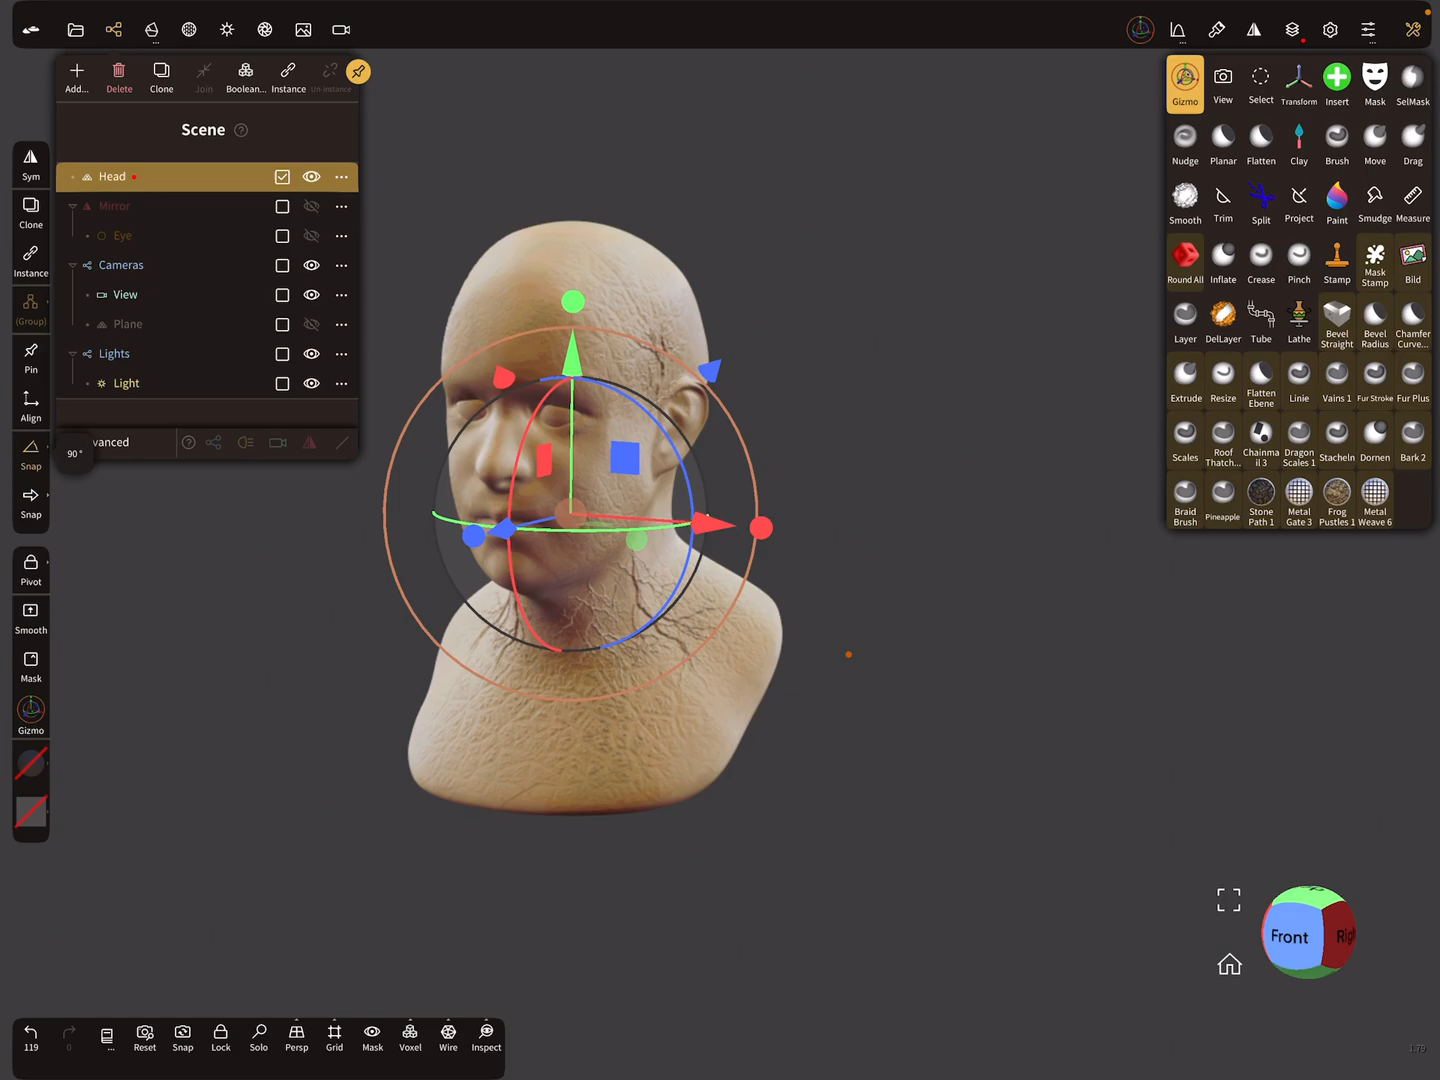 Add...
Delete
Clone
Join
Boolean...
Instance
Un-instance
Scene
Head
Mirror
Eye
Cameras
View
Plane
Lights
Light
vanced
90°
Sym
Clone
Instance
(Group)
Pin
Align
Snap
Snap
Pivot
Smooth
Mask
Gizmo
Gizmo
View
Select
Transform
Insert
Mask
SelMask
Nudge
Planar
Flatten
Clay
Brush
Move
Drag
Smooth
Trim
Split
Project
Paint
Smudge
Measure
Round All
Inflate
Crease
Pinch
Stamp
Mask
Stamp
Bild
Layer
DelLayer
Tube
Lathe
Bevel
Straight
Bevel
Radius
Chamfer
Curve...
Extrude
Resize
Flatten
Ebene
Linie
Vains 1
Fur Stroke
Fur Plus
Scales
Roof
Thatch...
Chainma
il 3
Dragon
Scales 1
Stacheln
Dornen
Bark 2
Braid
Brush
Pineapple
Stone
Path 1
Metal
Gate 3
Frog
Pustles 1
Metal
Weave 6
Front
Righ
119
0
...
Reset
Snap
Lock
Solo
Persp
Grid
Mask
Voxel
Wire
Inspect
1.79